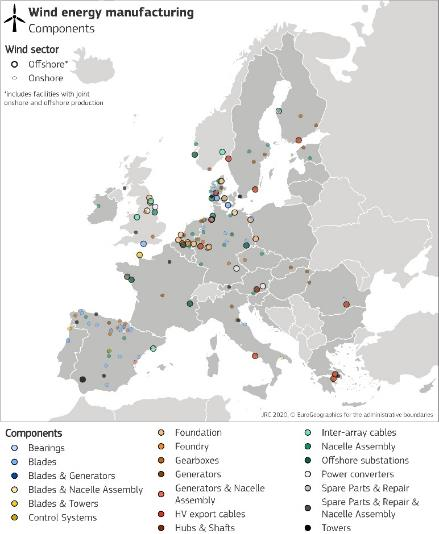 Wind energy manufacturing
Components
Wind sector
Offshore*
Onshore
*includes facilities with joint
onshore and offshore production
JRC 2020, © EuroGeographics for the administrative boundaries
Components
Bearings
Blades
Blades & Generators
Blades & Nacelle Assembly
Blades & Towers
Control Systems
Foundation
Foundry
Gearboxes
Generators
Generators & Nacelle
Assembly
HV export cables
Hubs & Shafts
Inter-array cables
Nacelle Assembly
Offshore substations
Power converters
Spare Parts & Repair
Spare Parts & Repair &
Nacelle Assembly
Towers